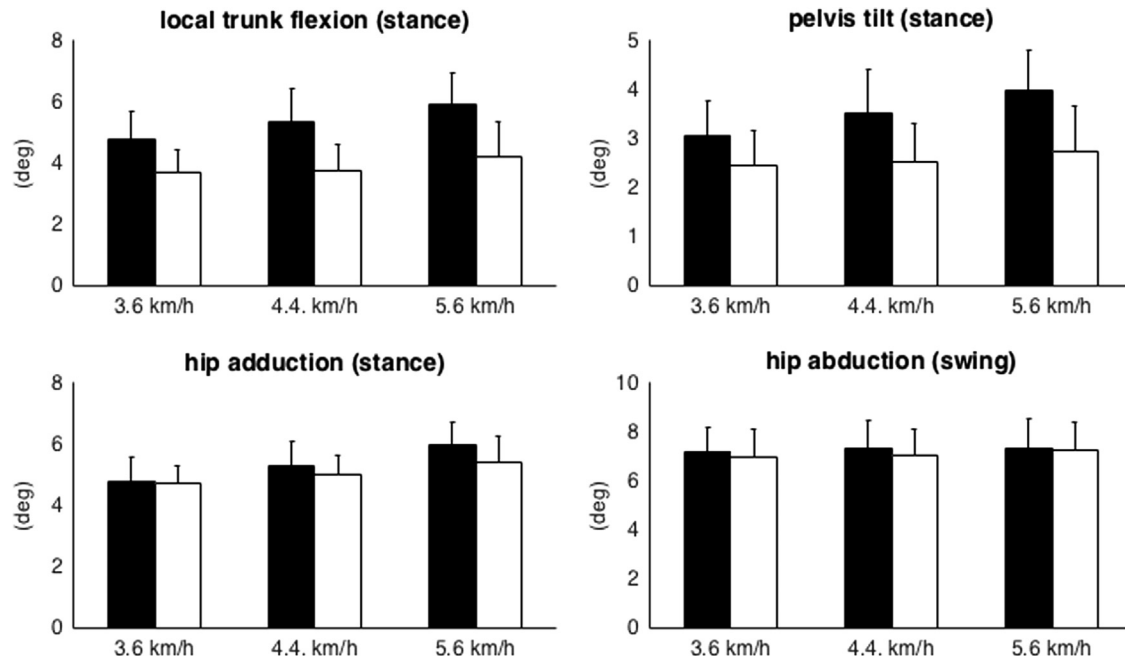 local trunk flexion (stance)
8
6
4
2
0
(deg)
3.6 km/h
4.4. km/h
5.6 km/h
pelvis tilt (stance)
5
4
3
2
1
0
(deg)
3.6 km/h
4.4. km/h
5.6 km/h
hip adduction (stance)
8
6
4
2
0
(deg)
3.6 km/h
4.4. km/h
5.6 km/h
hip abduction (swing)
10
8
6
4
2
0
(deg)
3.6 km/h
4.4. km/h
5.6 km/h